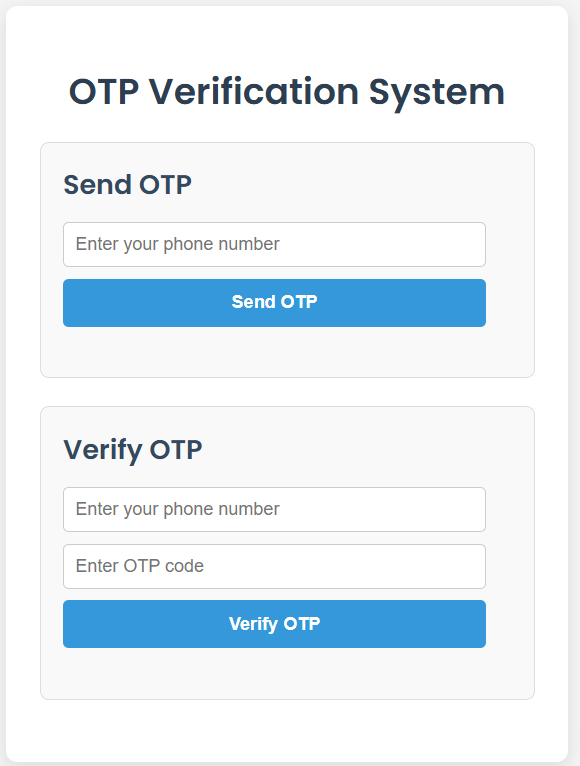 OTP Verification System
Send OTP
Enter your phone number
Send OTP
Verify OTP
Enter your phone number
Enter OTP code
Verify OTP